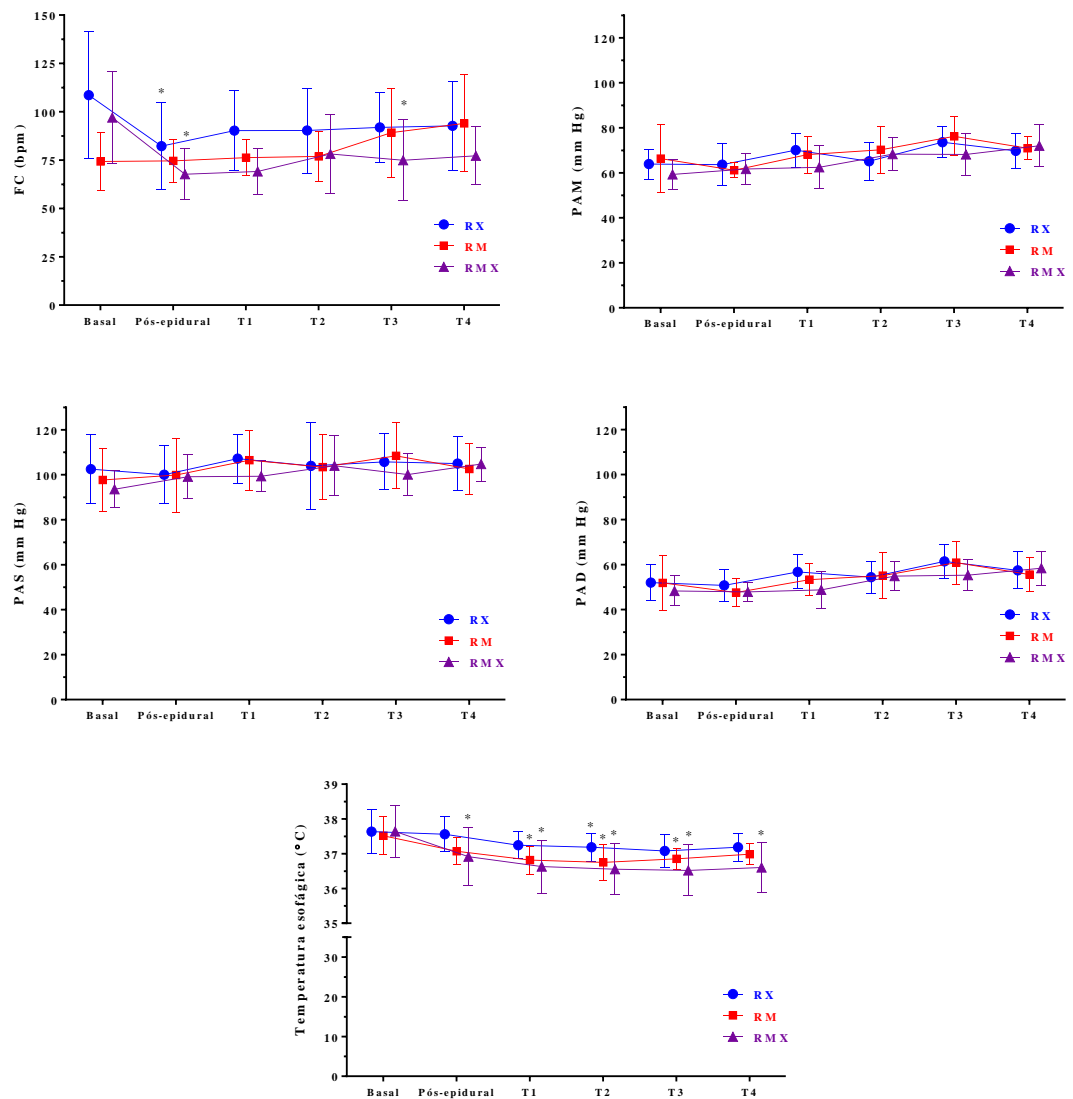 FC (bpm)
150
125
100
75
50
25
0
* * *
RX
RM
RMX
Basal Pós-epidural T1 T2 T3 T4
PAM (mm Hg)
120
100
80
60
40
20
0
RX
RM
RMX
Basal Pós-epidural T1 T2 T3 T4
PAS (mm Hg)
120
100
80
60
40
20
0
RX
RM
RMX
Basal Pós-epidural T1 T2 T3 T4
PAD (mm Hg)
120
100
80
60
40
20
0
RX
RM
RMX
Basal Pós-epidural T1 T2 T3 T4
Temperatura esofágica (°C)
39
38
37
36
35
30
20
10
0
* * * * * * * * *
RX
RM
RMX
Basal Pós-epidural T1 T2 T3 T4